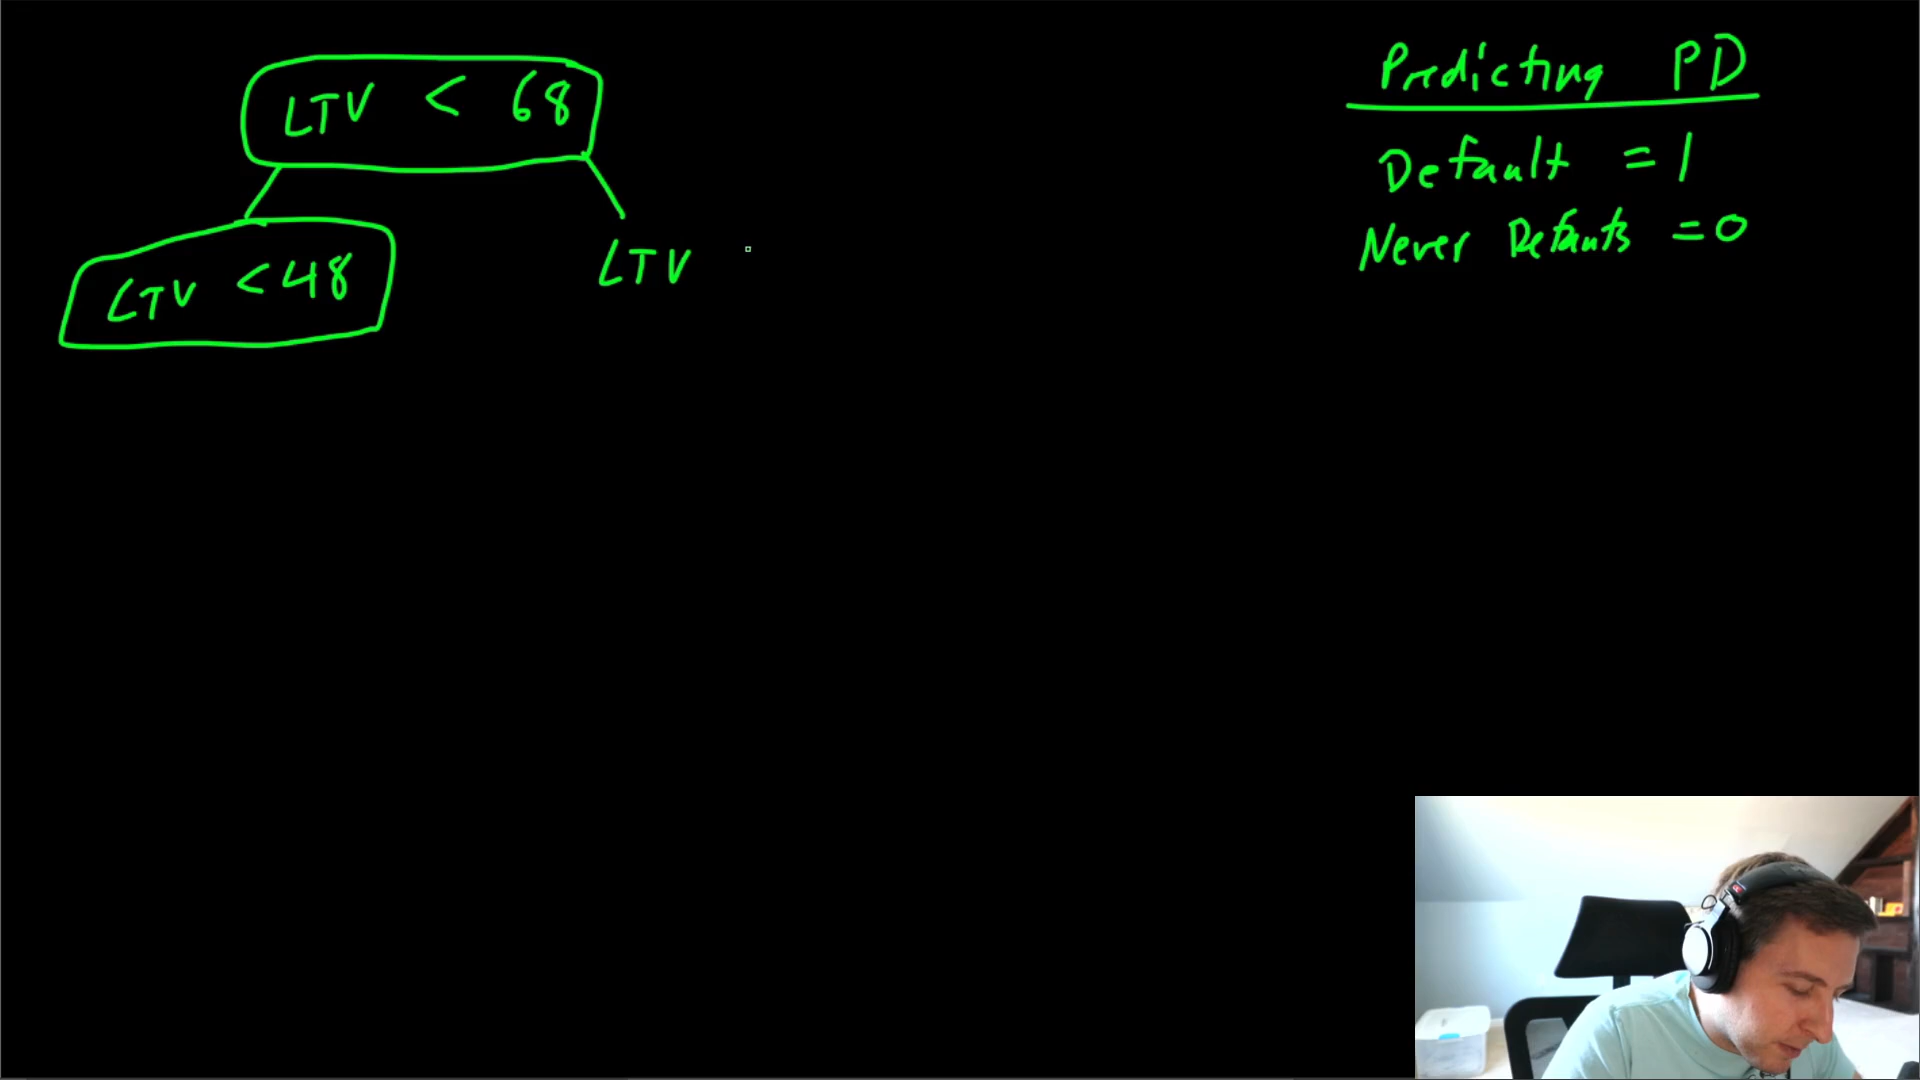 LTV < 68
LTV < 48
LTV
Predicting PD
Default = 1
Never Defaults = 0